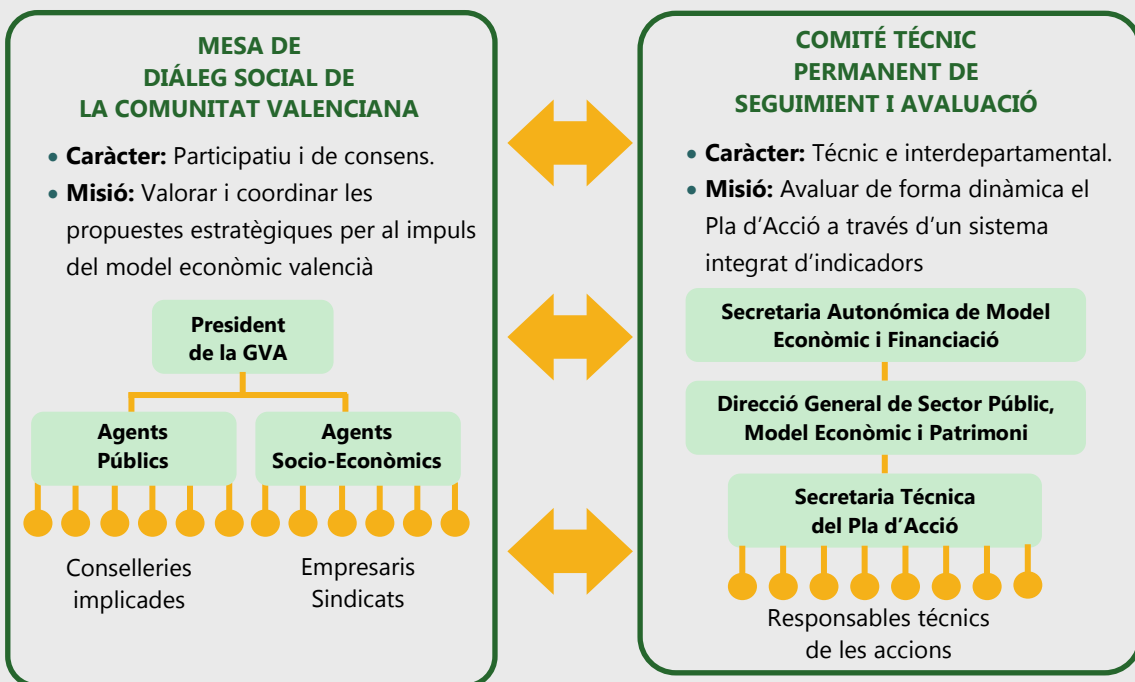 MESA DE
DIÁLEG SOCIAL DE
LA COMUNITAT VALENCIANA
• Caràcter: Participatiu i de consens.
• Misió: Valorar i coordinar les
propuestes estratègiques per al impuls
del model econòmic valencià
President
de la GVA
Agents
Públics
Agents
Socio-Econòmics
Conselleries
implicades
Empresaris
Sindicats
COMITÉ TÉCNIC
PERMANENT DE
SEGUIMIENT I AVALUACIÓ
• Caràcter: Técnic e interdepartamental.
• Misió: Avaluar de forma dinàmica el
Pla d’Acció a través d’un sistema
integrat d’indicadors
Secretaria Autonómica de Model
Econòmic i Financiació
Direcció General de Sector Públic,
Model Econòmic i Patrimoni
Secretaria Técnica
del Pla d’Acció
Responsables técnics
de les accions